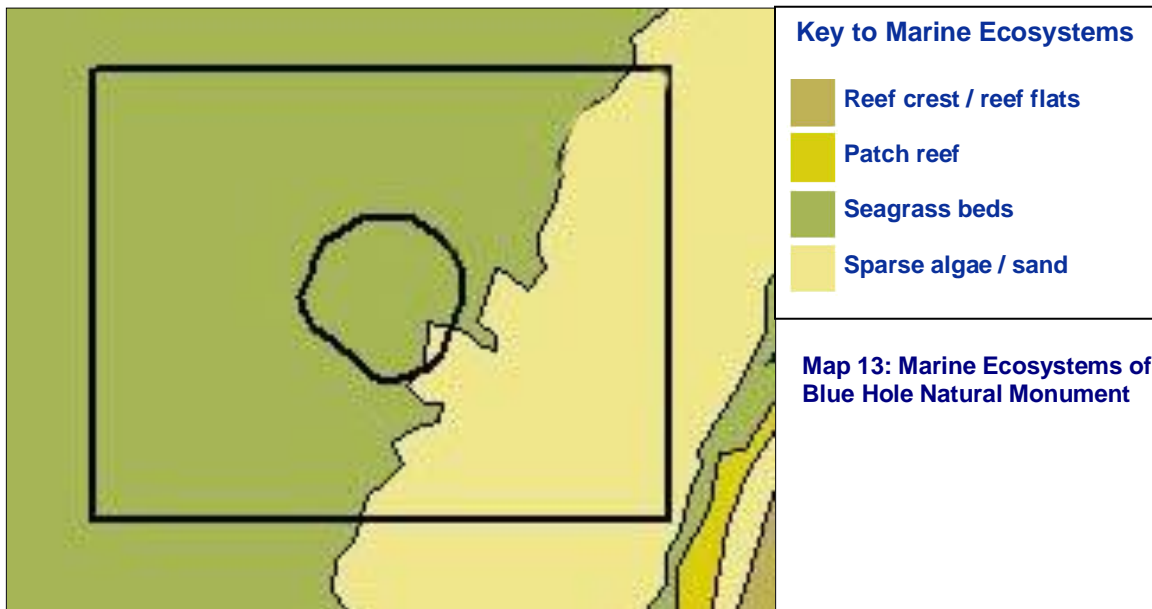 Key to Marine Ecosystems
Reef crest / reef flats
Patch reef
Seagrass beds
Sparse algae / sand
Map 13: Marine Ecosystems of
Blue Hole Natural Monument